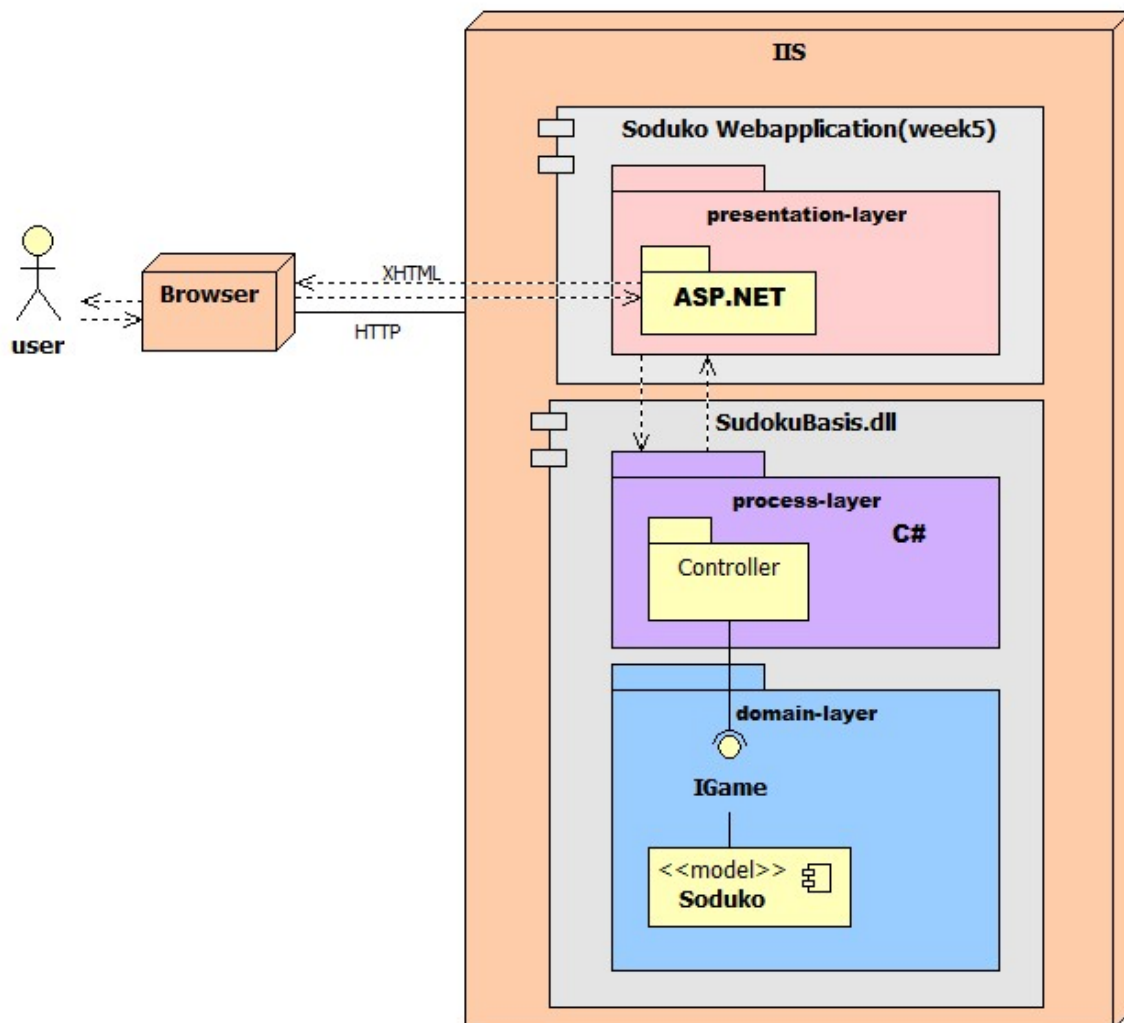 IIS
Soduko Webapplication(week5)
presentation-layer
ASP.NET
XHTML
Browser
HTTP
user
SudokuBasis.dll
process-layer
C#
Controller
domain-layer
IGame
<<model>>
Soduko